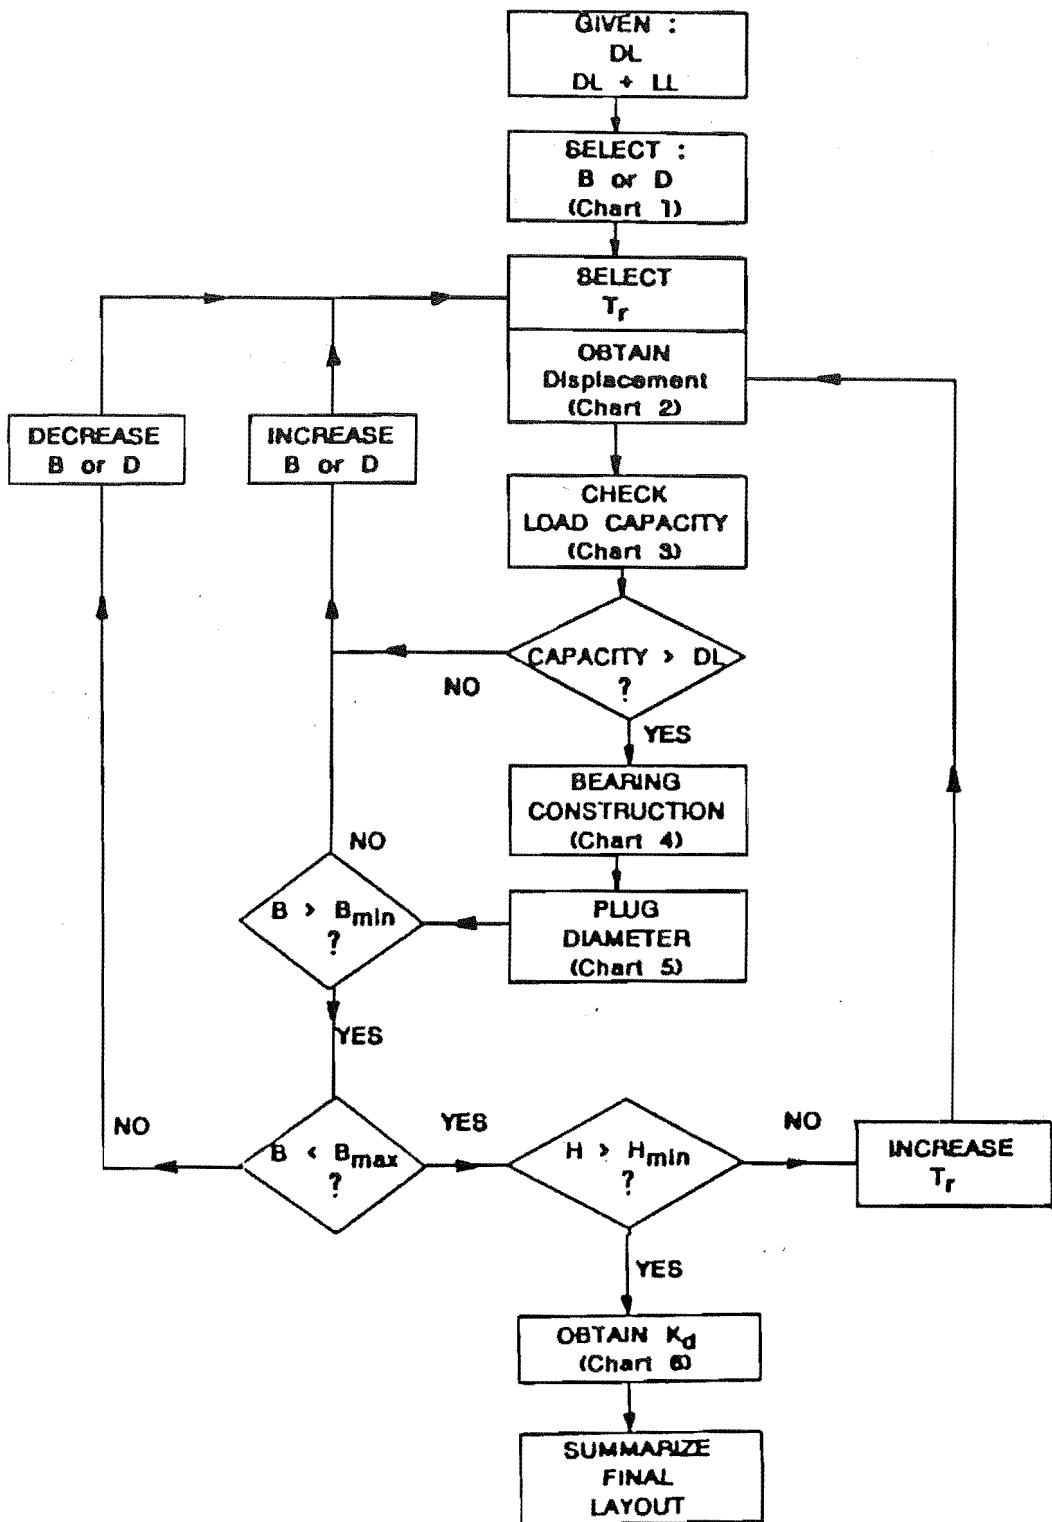 GIVEN :
DL
DL + LL
SELECT :
B or D
(Chart 1)
SELECT
Tr
OBTAIN
Displacement
(Chart 2)
DECREASE
B or D
INCREASE
B or D
CHECK
LOAD CAPACITY
(Chart 3)
CAPACITY > DL
?
NO
YES
BEARING
CONSTRUCTION
(Chart 4)
NO
B > Bmin
?
PLUG
DIAMETER
(Chart 5)
YES
NO
B < Bmax
?
YES
H > Hmin
?
NO
INCREASE
Tr
YES
OBTAIN Kd
(Chart 6)
SUMMARIZE
FINAL
LAYOUT